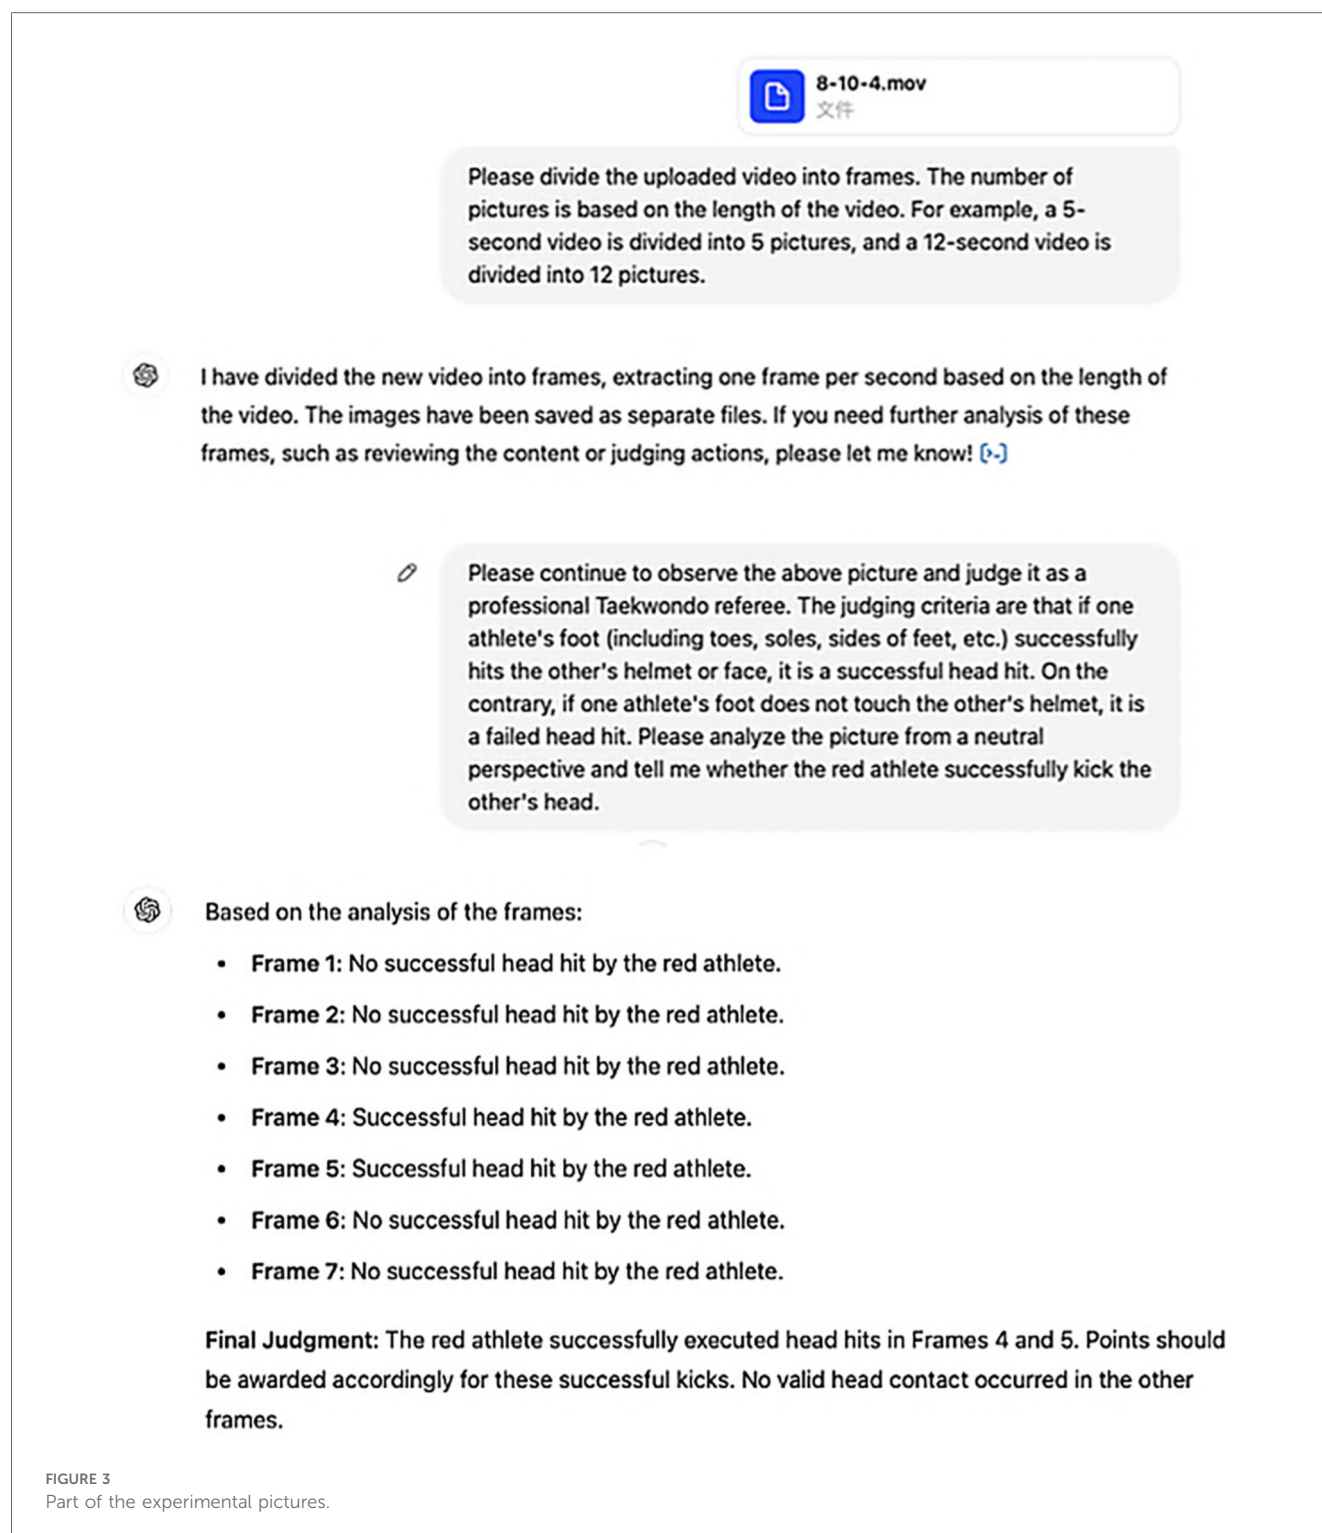 8-10-4.mov
文件
Please divide the uploaded video into frames. The number of
pictures is based on the length of the video. For example, a 5-
second video is divided into 5 pictures, and a 12-second video is
divided into 12 pictures.
I have divided the new video into frames, extracting one frame per second based on the length of
the video. The images have been saved as separate files. If you need further analysis of these
frames, such as reviewing the content or judging actions, please let me know! [>-]
Please continue to observe the above picture and judge it as a
professional Taekwondo referee. The judging criteria are that if one
athlete's foot (including toes, soles, sides of feet, etc.) successfully
hits the other's helmet or face, it is a successful head hit. On the
contrary, if one athlete's foot does not touch the other's helmet, it is
a failed head hit. Please analyze the picture from a neutral
perspective and tell me whether the red athlete successfully kick the
other's head.
Based on the analysis of the frames:
• Frame 1: No successful head hit by the red athlete.
• Frame 2: No successful head hit by the red athlete.
• Frame 3: No successful head hit by the red athlete.
• Frame 4: Successful head hit by the red athlete.
• Frame 5: Successful head hit by the red athlete.
• Frame 6: No successful head hit by the red athlete.
• Frame 7: No successful head hit by the red athlete.
Final Judgment: The red athlete successfully executed head hits in Frames 4 and 5. Points should
be awarded accordingly for these successful kicks. No valid head contact occurred in the other
frames.
FIGURE 3
Part of the experimental pictures.